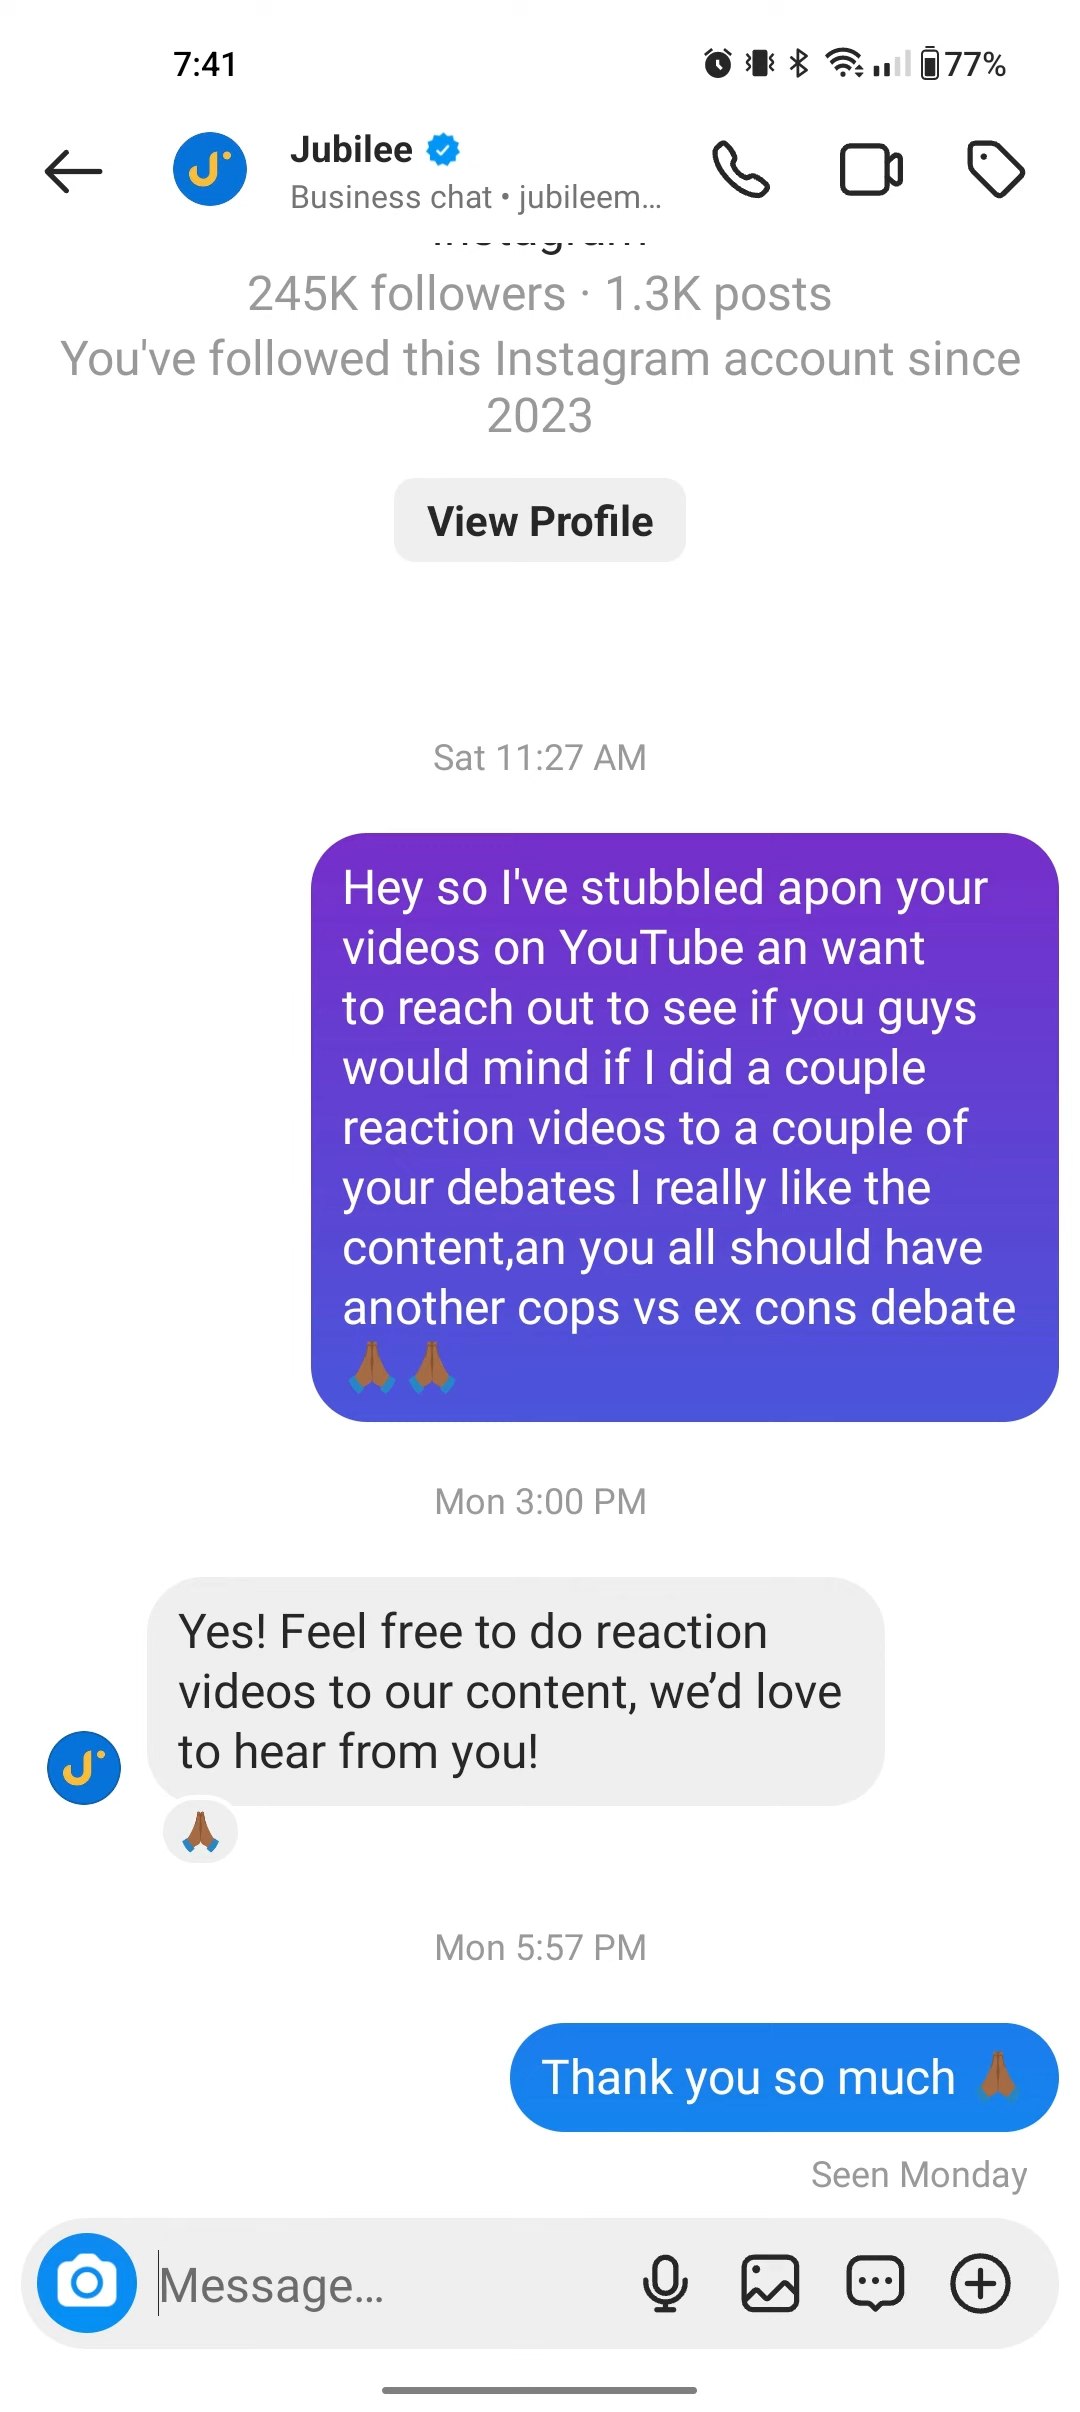 7:41
77%
Jubilee
Business chat • jubileem...
Instagram
245K followers · 1.3K posts
You've followed this Instagram account since
2023
View Profile
Sat 11:27 AM
Hey so I've stubbled apon your
videos on YouTube an want
to reach out to see if you guys
would mind if I did a couple
reaction videos to a couple of
your debates I really like the
content,an you all should have
another cops vs ex cons debate
🙏🏾🙏🏾
Mon 3:00 PM
Yes! Feel free to do reaction
videos to our content, we’d love
to hear from you!
🙏🏾
Mon 5:57 PM
Thank you so much 🙏🏾
Seen Monday
Message...